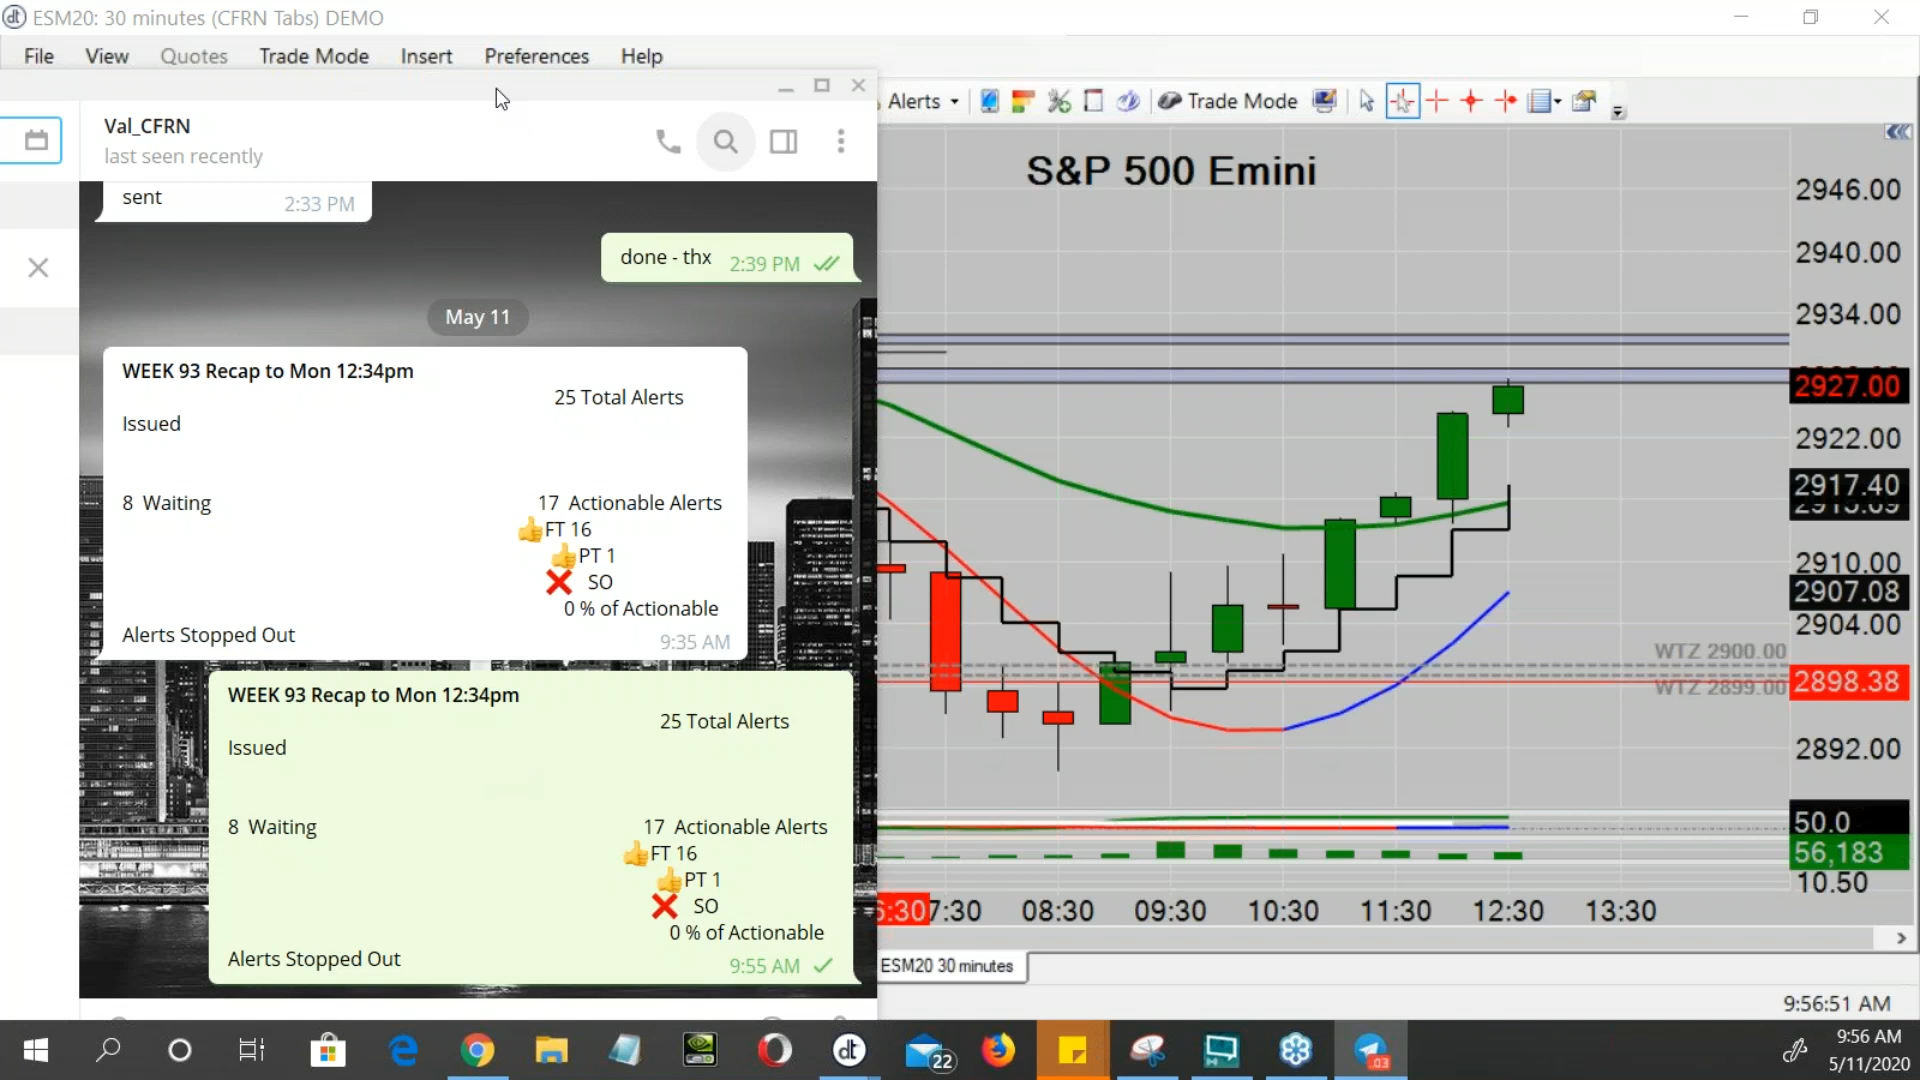 ESM20: 30 minutes (CFRN Tabs) DEMO
File View Quotes Trade Mode Insert Preferences Help
Alerts Trade Mode
Val_CFRN
last seen recently
sent 2:33 PM
done - thx 2:39 PM
May 11
WEEK 93 Recap to Mon 12:34pm
25 Total Alerts
Issued
8 Waiting 17 Actionable Alerts
👍FT 16
👍PT 1
❌ SO
0 % of Actionable
Alerts Stopped Out
9:35 AM
WEEK 93 Recap to Mon 12:34pm
25 Total Alerts
Issued
8 Waiting 17 Actionable Alerts
👍FT 16
👍PT 1
❌ SO
0 % of Actionable
Alerts Stopped Out
9:55 AM
S&P 500 Emini
2946.00
2940.00
2934.00
2927.00
2922.00
2917.40
2910.00
2907.08
2904.00
WTZ 2900.00
WTZ 2899.00
2898.38
2892.00
50.0
56,183
10.50
7:30 08:30 09:30 10:30 11:30 12:30 13:30
ESM20 30 minutes
9:56:51 AM
dt
22
.03
9:56 AM
5/11/2020